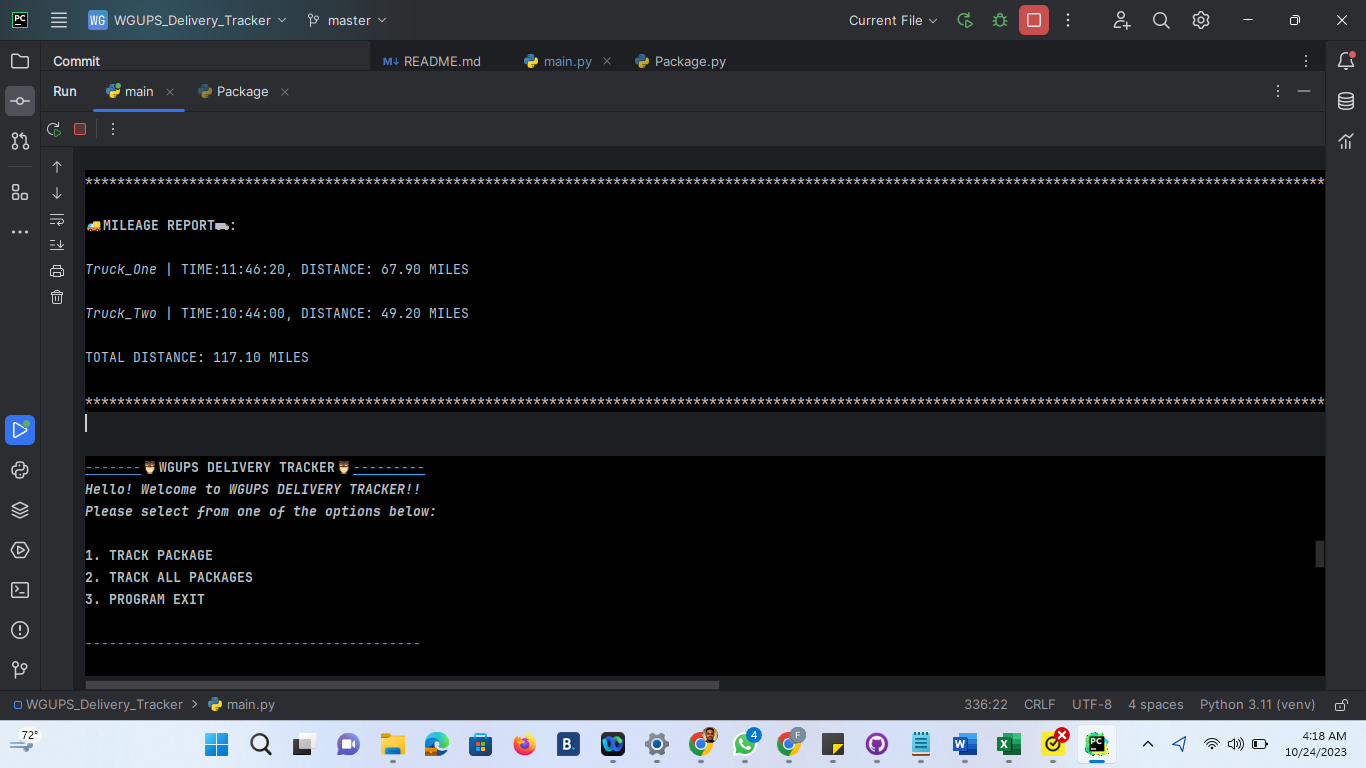 PC WG WGUPS_Delivery_Tracker master Current File
Commit README.md main.py Package.py
Run main Package
****************************************************************************************************************************************************************
🚚MILEAGE REPORT⛟:
Truck_One | TIME:11:46:20, DISTANCE: 67.90 MILES
Truck_Two | TIME:10:44:00, DISTANCE: 49.20 MILES
TOTAL DISTANCE: 117.10 MILES
****************************************************************************************************************************************************************
-------🦉WGUPS DELIVERY TRACKER🦉---------
Hello! Welcome to WGUPS DELIVERY TRACKER!!
Please select from one of the options below:
1. TRACK PACKAGE
2. TRACK ALL PACKAGES
3. PROGRAM EXIT
------------------------------------------
WGUPS_Delivery_Tracker > main.py 336:22 CRLF UTF-8 4 spaces Python 3.11 (venv)
72° B. 4 F PC 4:18 AM
10/24/2023